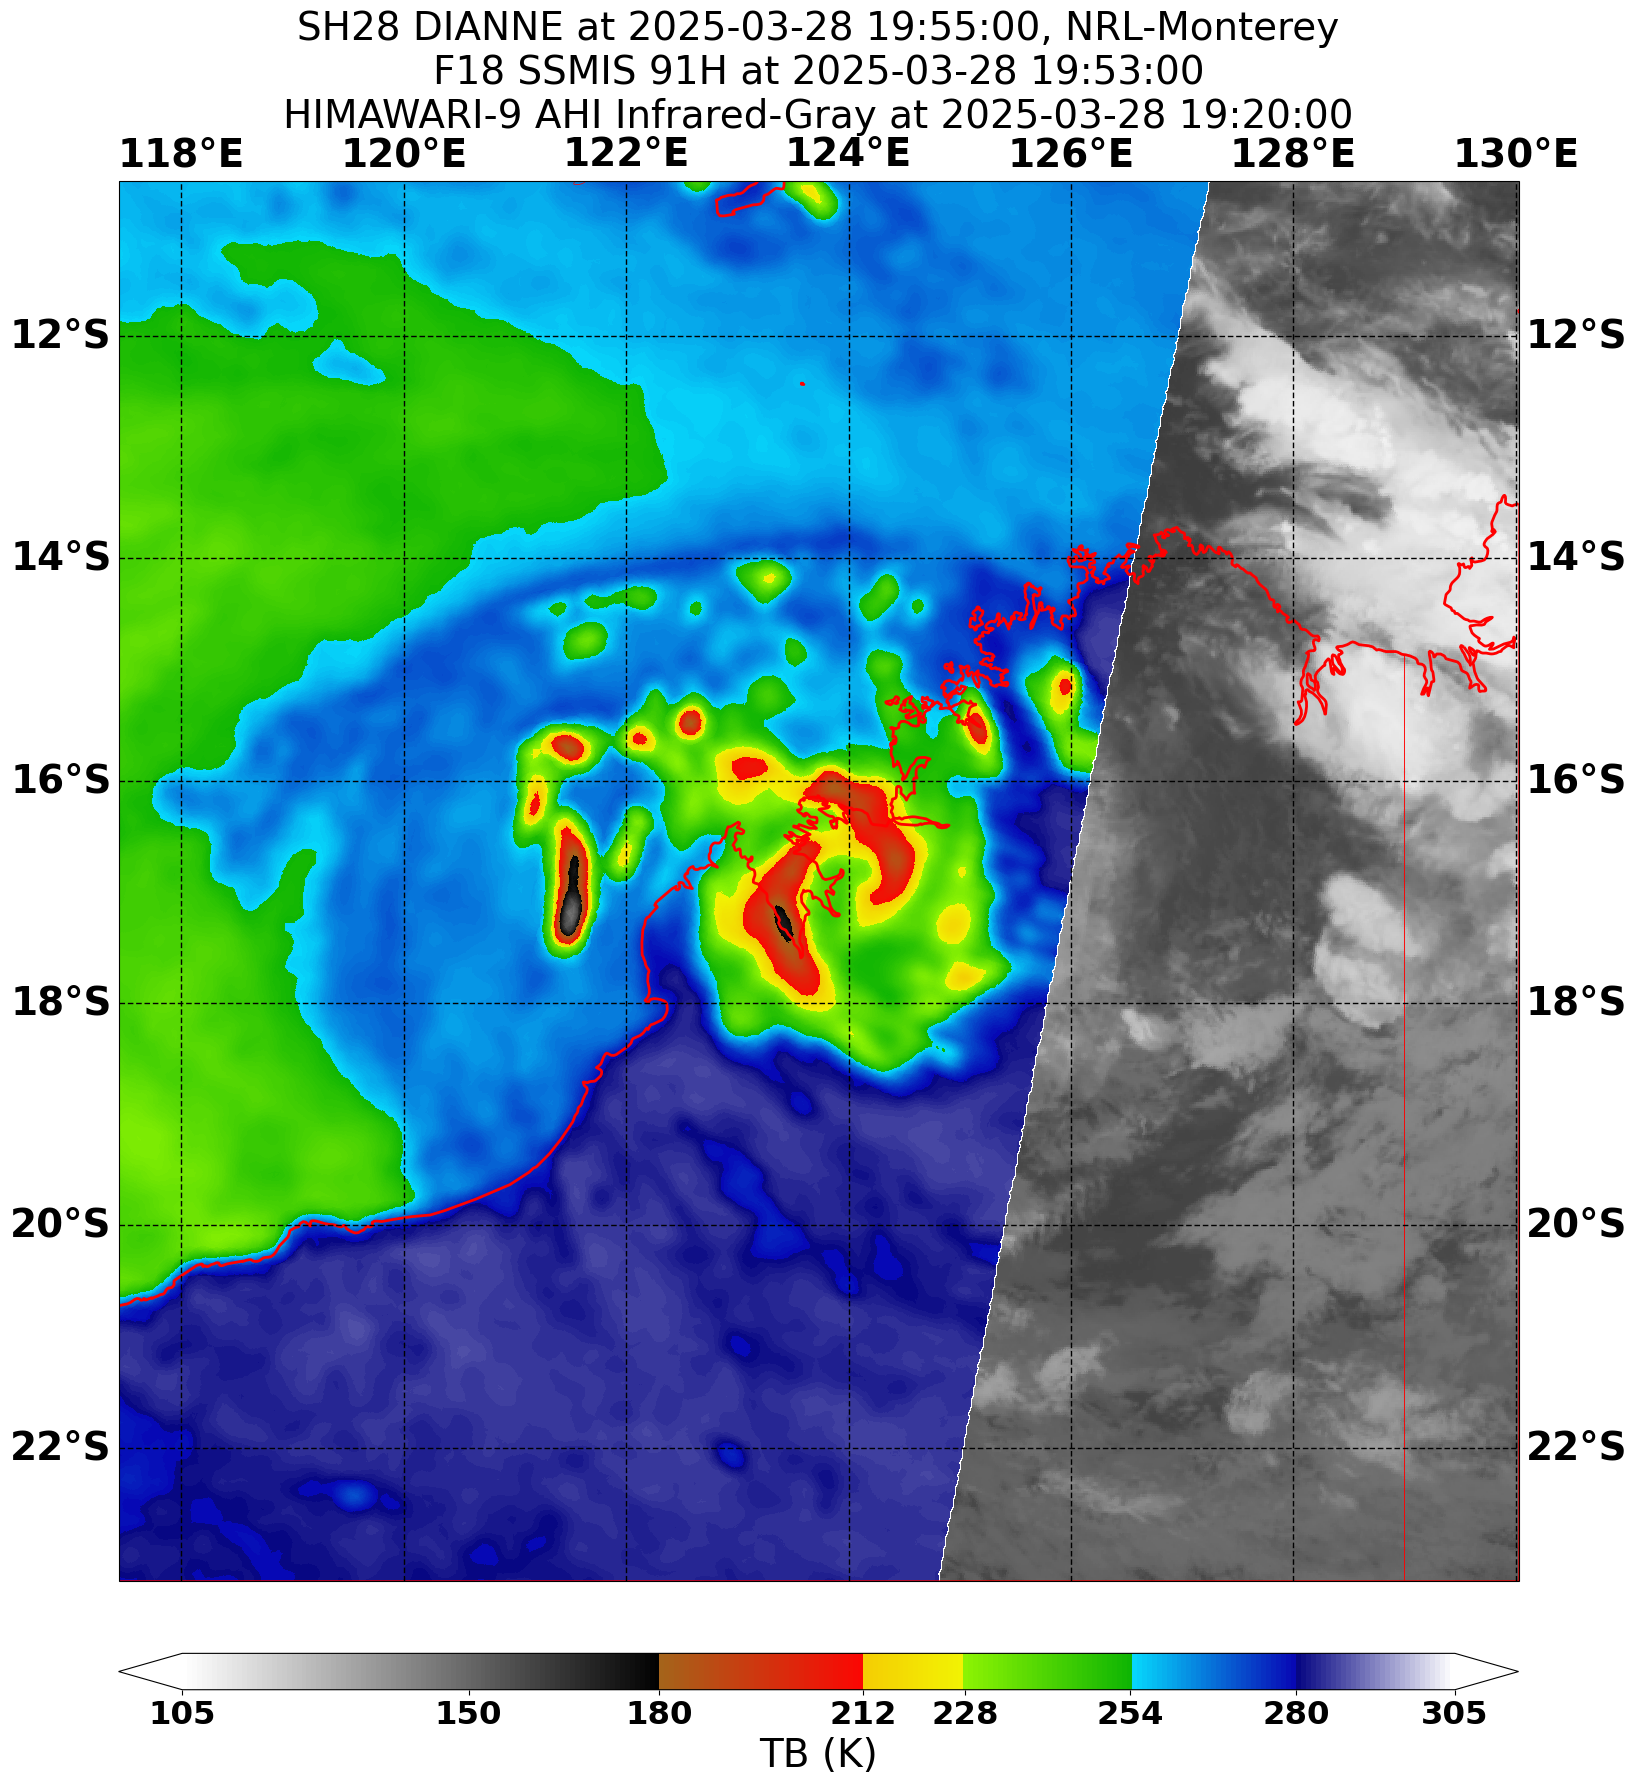 SH28 DIANNE at 2025-03-28 19:55:00, NRL-Monterey
F18 SSMIS 91H at 2025-03-28 19:53:00
HIMAWARI-9 AHI Infrared-Gray at 2025-03-28 19:20:00
118°E 120°E 122°E 124°E 126°E 128°E 130°E
12°S 12°S
14°S 14°S
16°S 16°S
18°S 18°S
20°S 20°S
22°S 22°S
105 150 180 212 228 254 280 305
TB (K)